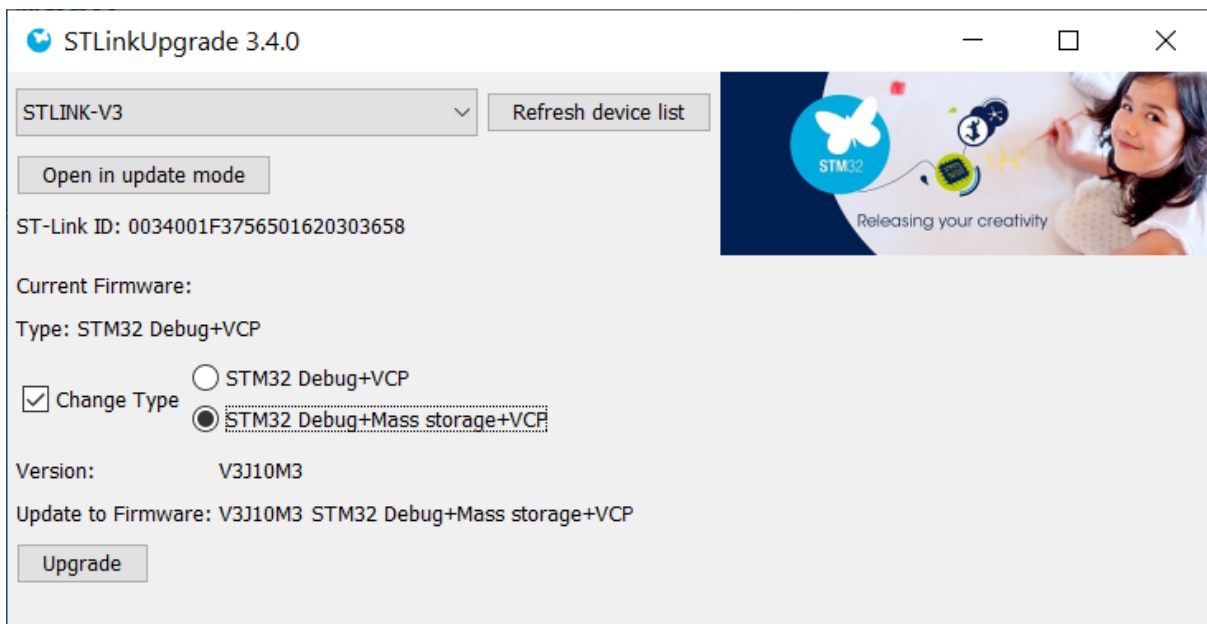 STLinkUpgrade 3.4.0
STLINK-V3
Refresh device list
Open in update mode
ST-Link ID: 0034001F3756501620303658
STM32
Releasing your creativity
Current Firmware:
Type: STM32 Debug+VCP
Change Type
STM32 Debug+VCP
STM32 Debug+Mass storage+VCP
Version: V3J10M3
Update to Firmware: V3J10M3 STM32 Debug+Mass storage+VCP
Upgrade